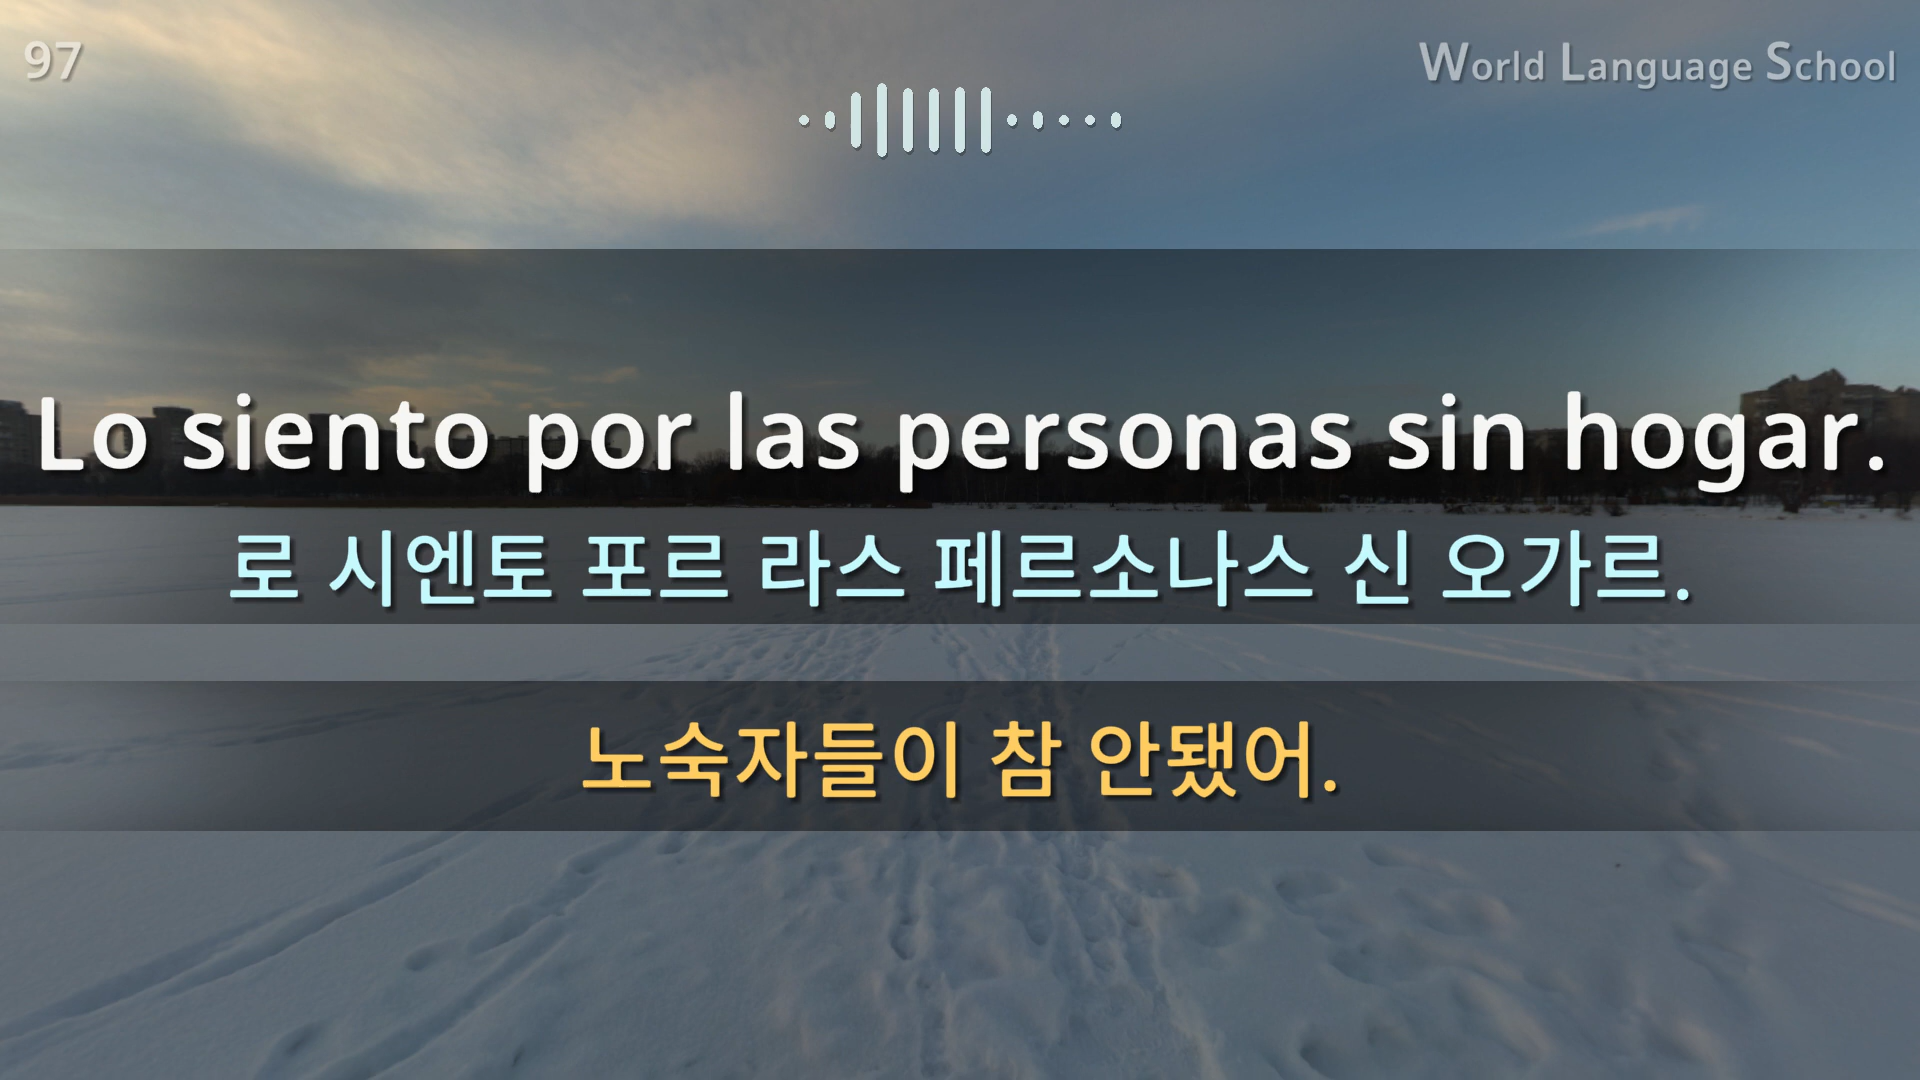 97
World Language School
Lo siento por las personas sin hogar.
로 시엔토 포르 라스 페르소나스 신 오가르.
노숙자들이 참 안됐어.